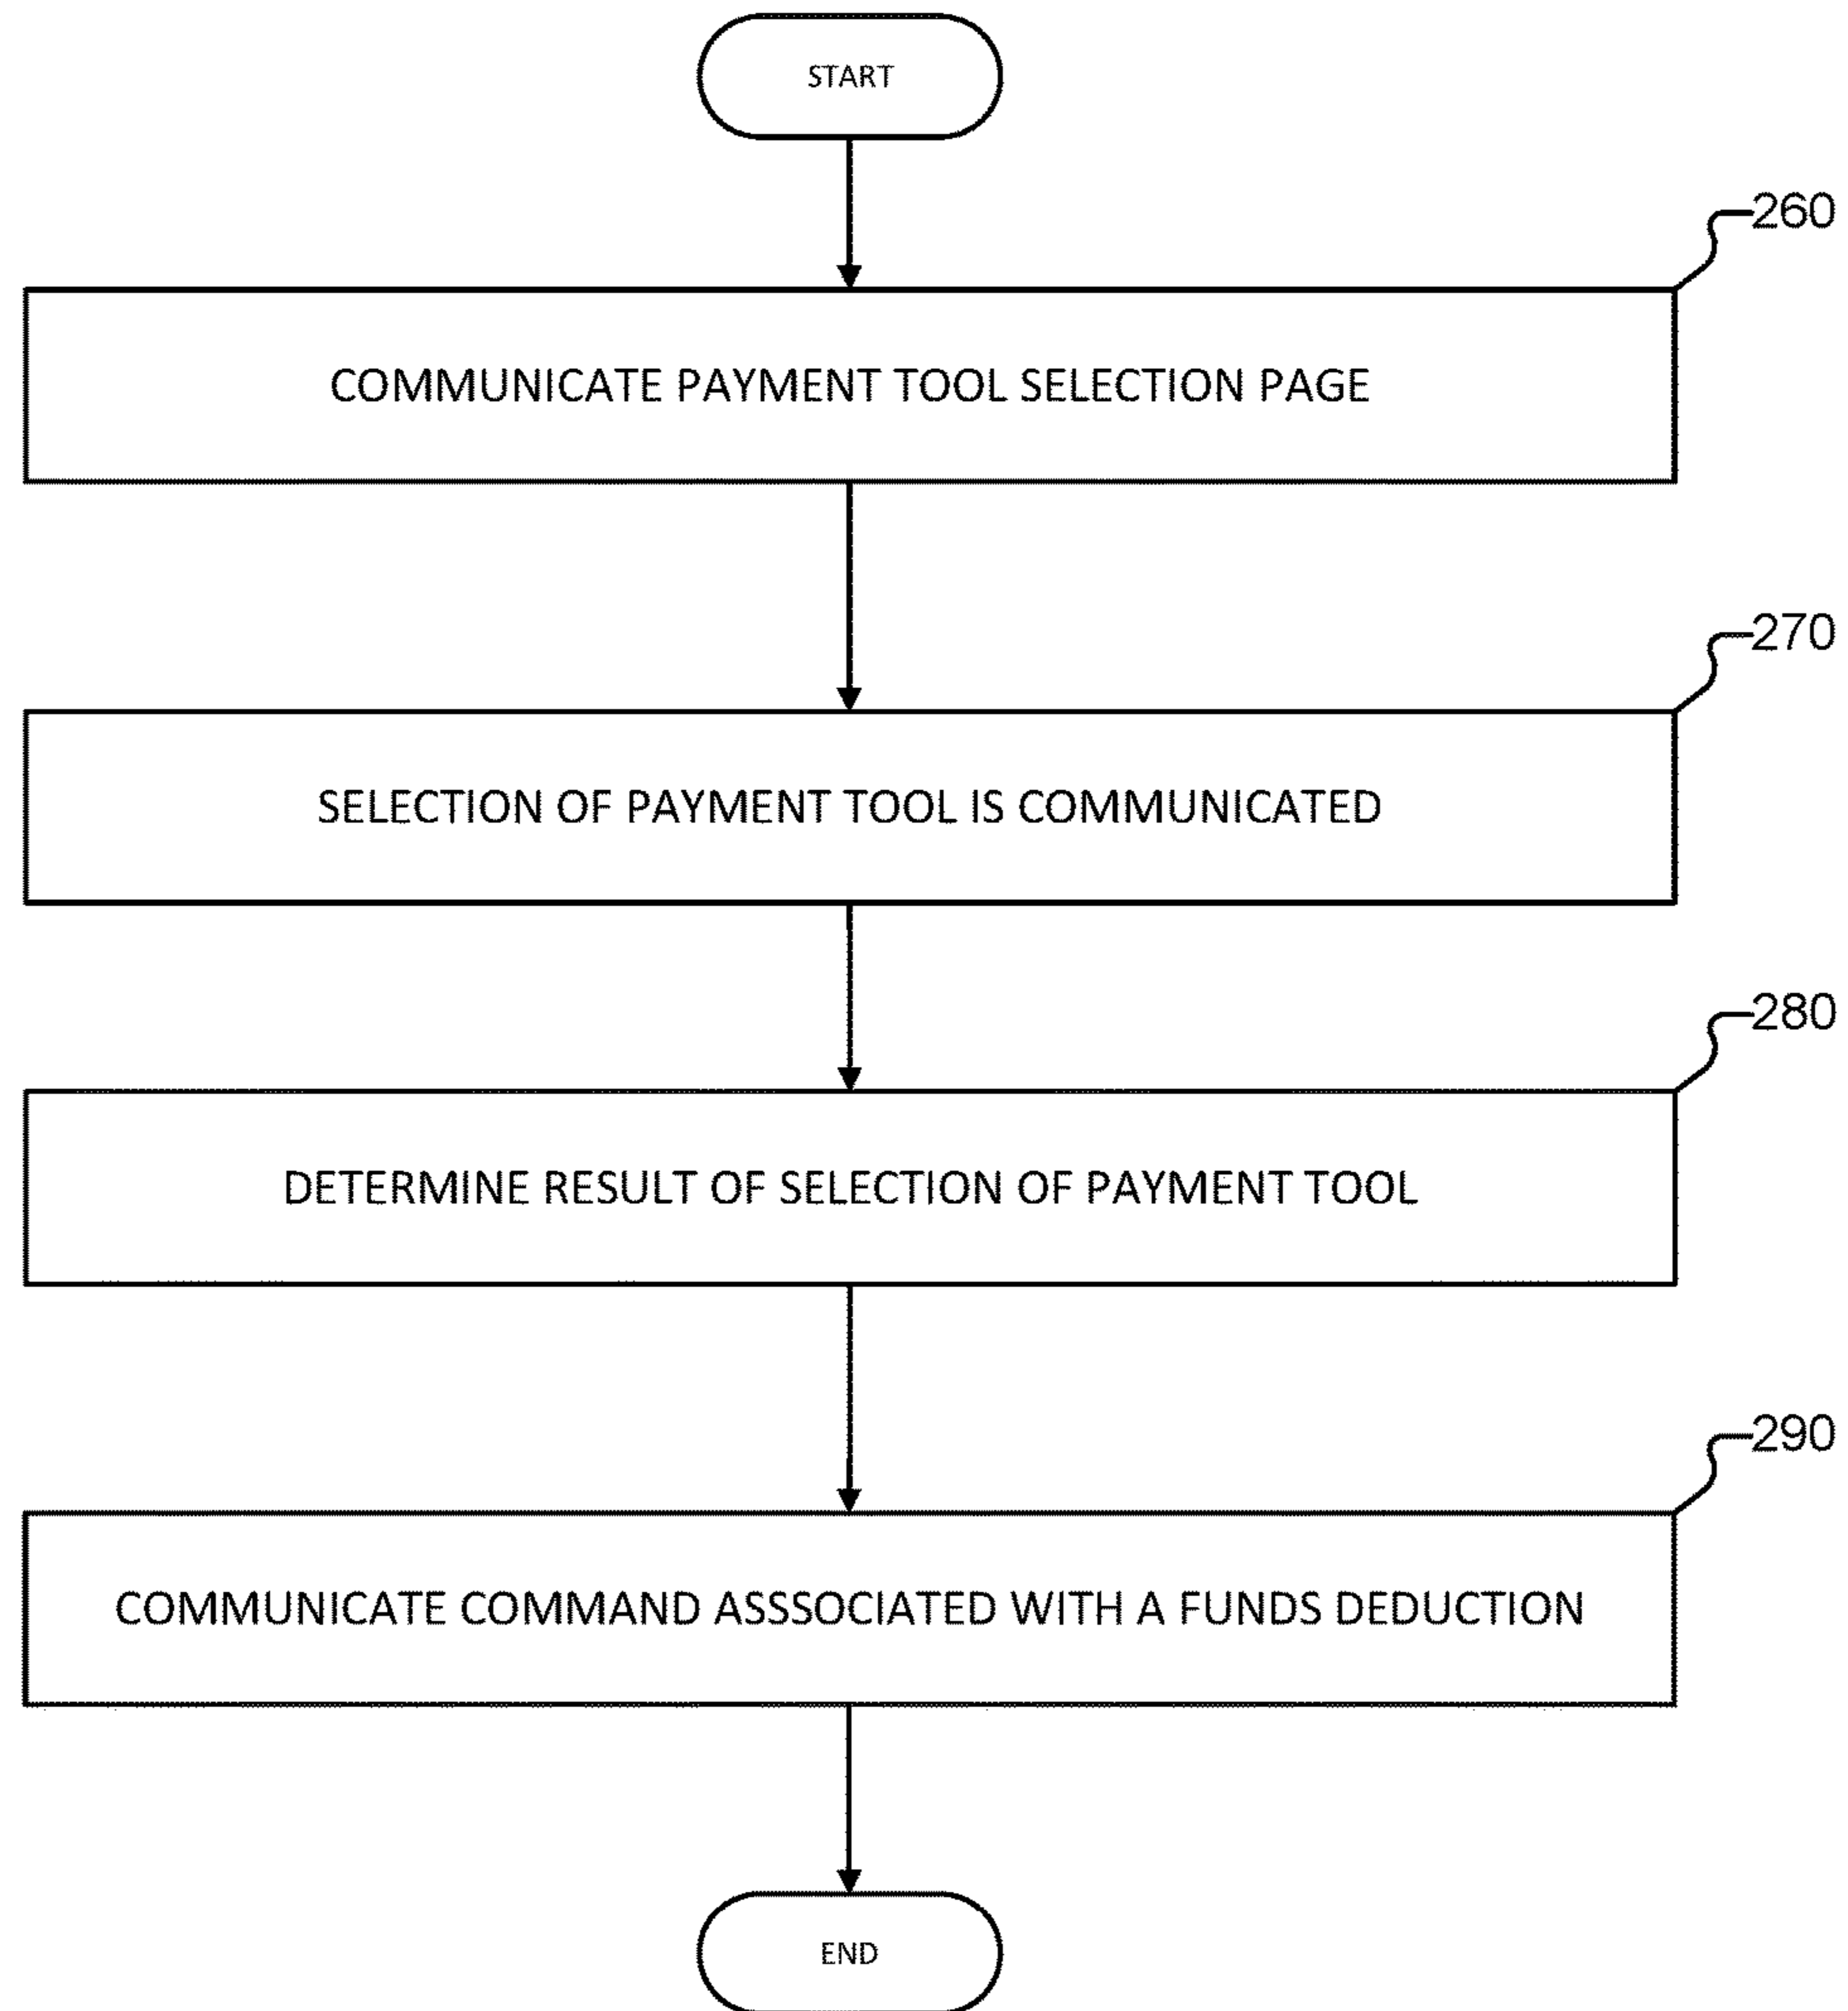 START
260
COMMUNICATE PAYMENT TOOL SELECTION PAGE
270
SELECTION OF PAYMENT TOOL IS COMMUNICATED
280
DETERMINE RESULT OF SELECTION OF PAYMENT TOOL
290
COMMUNICATE COMMAND ASSSOCIATED WITH A FUNDS DEDUCTION
END